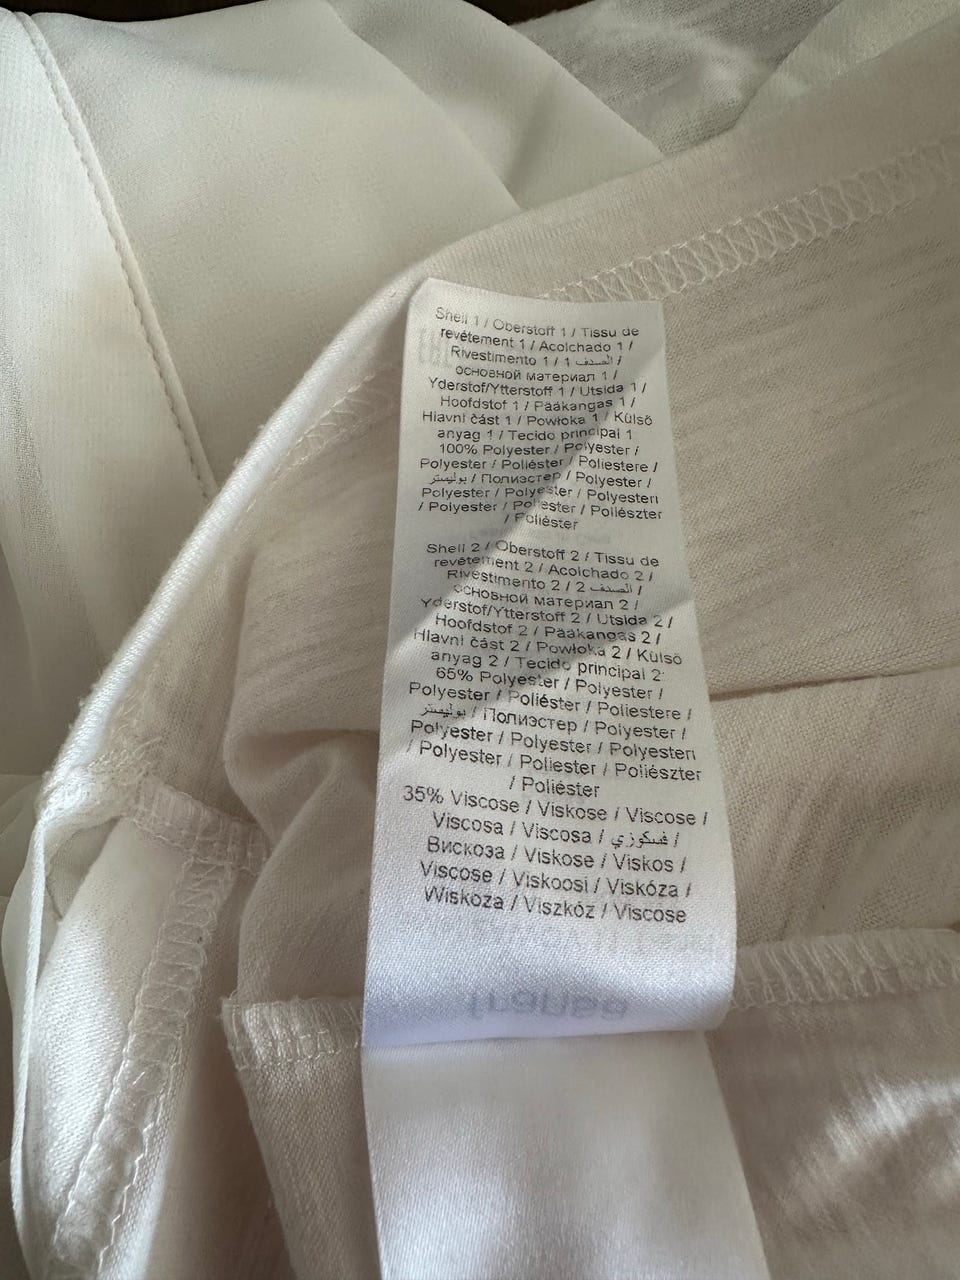 Shell 1 / Oberstoff 1 / Tissu de
revêtement 1 / Acolchado 1 /
Rivestimento 1 / 1 الصدف /
основной материал 1 /
Yderstof/Ytterstoff 1 / Utsida 1 /
Hoofdstof 1 / Pääkangas 1 /
Hlavní část 1 / Powłoka 1 / Külső
anyag 1 / Tecido principal 1
100% Polyester / Polyester /
Polyester / Poliéster / Poliestere /
بوليستر / Полиэстер / Polyester /
Polyester / Polyester / Polyesteri
/ Polyester / Poliester / Poliészter
/ Poliéster
Shell 2 / Oberstoff 2 / Tissu de
revêtement 2 / Acolchado 2 /
Rivestimento 2 / 2 الصدف /
основной материал 2 /
Yderstof/Ytterstoff 2 / Utsida 2 /
Hoofdstof 2 / Pääkangas 2 /
Hlavní část 2 / Powłoka 2 / Külső
anyag 2 / Tecido principal 2
65% Polyester / Polyester /
Polyester / Poliéster / Poliestere /
بوليستر / Полиэстер / Polyester /
Polyester / Polyester / Polyesteri
/ Polyester / Poliester / Poliészter
/ Poliéster
35% Viscose / Viskose / Viscose /
Viscosa / Viscosa / فسكوزي /
Вискоза / Viskose / Viskos /
Viscose / Viskoosi / Viskóza /
Wiskoza / Viszkóz / Viscose
fransa